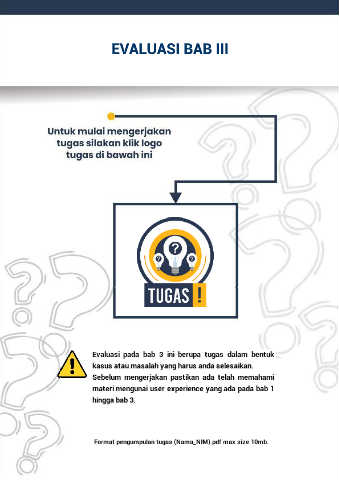 EVALUASI BAB III
Untuk mulai mengerjakan
tugas silakan klik logo
tugas di bawah ini
TUGAS !
Evaluasi pada bab 3 ini berupa tugas dalam bentuk
kasus atau masalah yang harus anda selesaikan.
Sebelum mengerjakan pastikan ada telah memahami
materi mengunai user experience yang ada pada bab 1
hingga bab 3.
Format pengumpulan tugas (Nama_NIM) pdf max size 10mb.